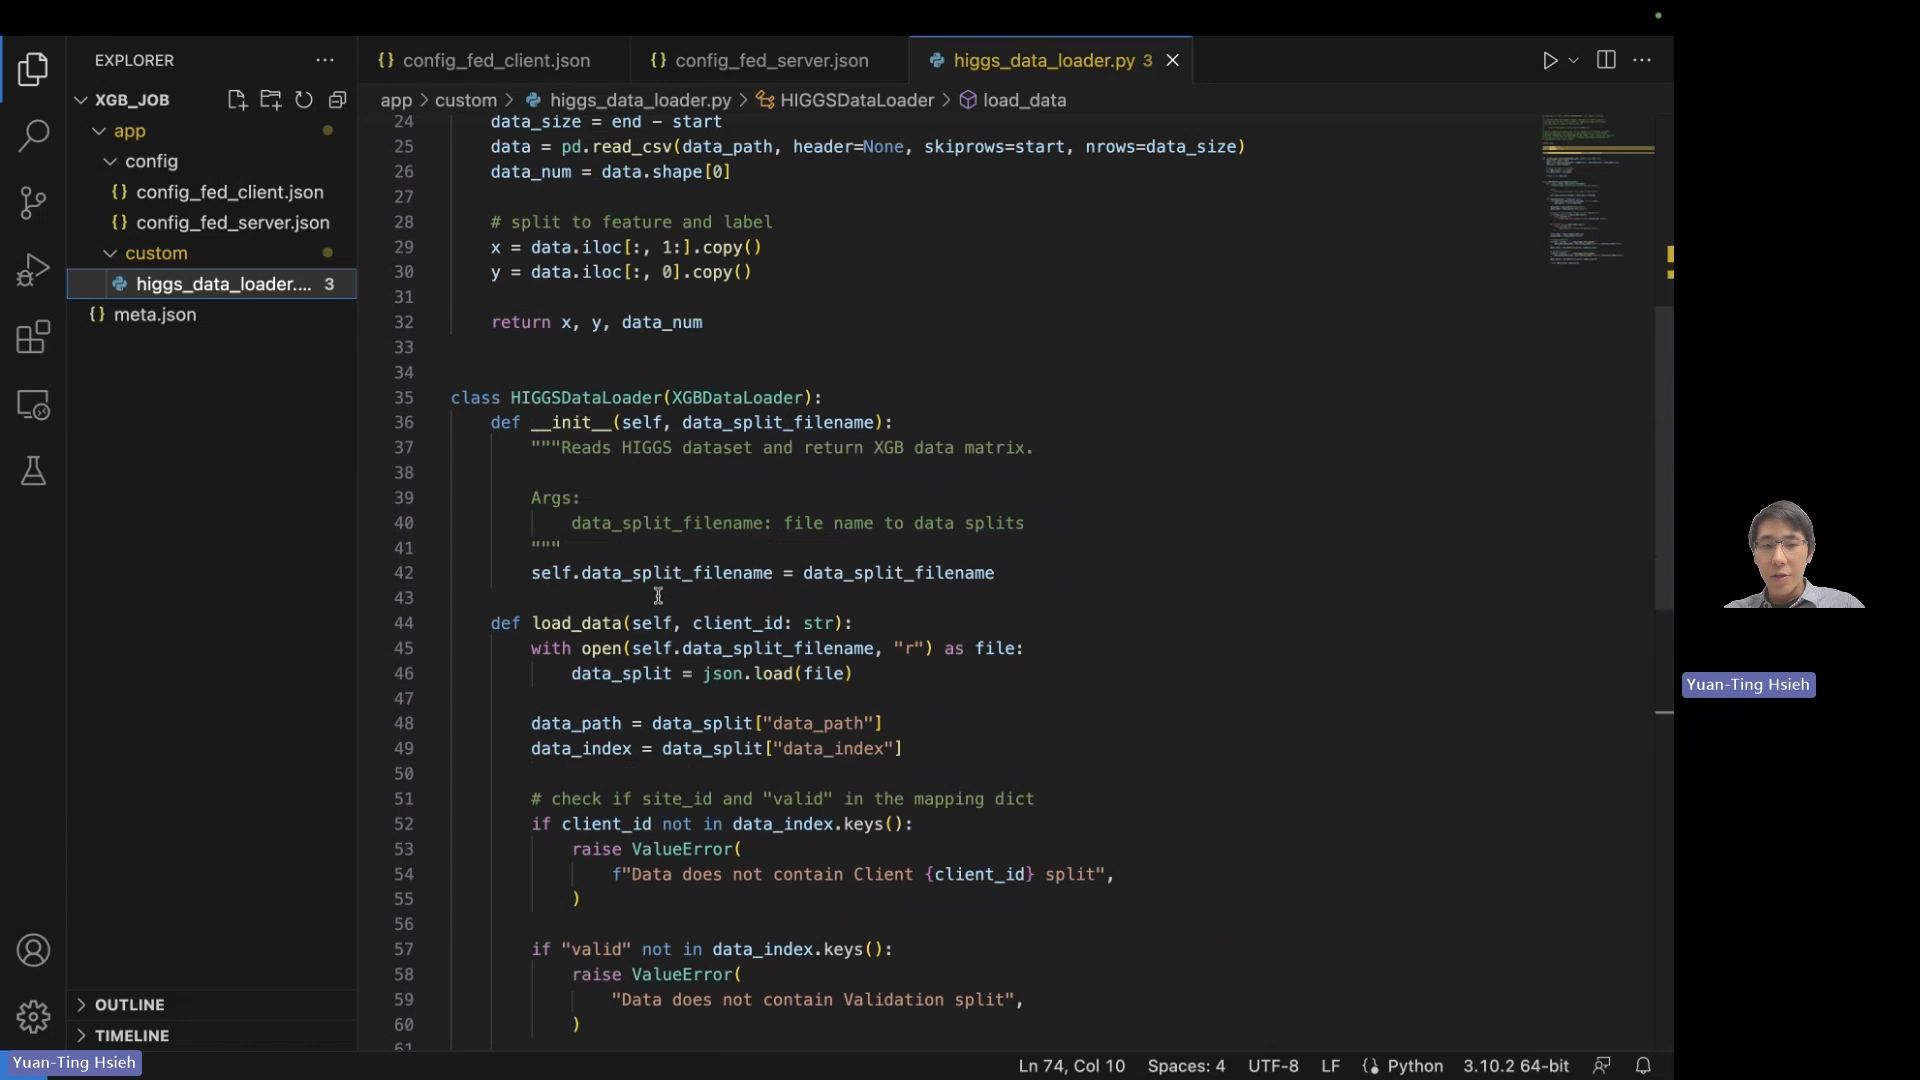 EXPLORER
XGB_JOB
app
config
{} config_fed_client.json
{} config_fed_server.json
custom
higgs_data_loader.... 3
{} meta.json
OUTLINE
TIMELINE
{} config_fed_client.json
{} config_fed_server.json
higgs_data_loader.py 3
app > custom > higgs_data_loader.py > HIGGSDataLoader > load_data
24 data_size = end - start
25 data = pd.read_csv(data_path, header=None, skiprows=start, nrows=data_size)
26 data_num = data.shape[0]
27
28 # split to feature and label
29 x = data.iloc[:, 1:].copy()
30 y = data.iloc[:, 0].copy()
31
32 return x, y, data_num
33
34
35 class HIGGSDataLoader(XGBDataLoader):
36 def __init__(self, data_split_filename):
37 """Reads HIGGS dataset and return XGB data matrix.
38
39 Args:
40 data_split_filename: file name to data splits
41 """
42 self.data_split_filename = data_split_filename
43
44 def load_data(self, client_id: str):
45 with open(self.data_split_filename, "r") as file:
46 data_split = json.load(file)
47
48 data_path = data_split["data_path"]
49 data_index = data_split["data_index"]
50
51 # check if site_id and "valid" in the mapping dict
52 if client_id not in data_index.keys():
53 raise ValueError(
54 f"Data does not contain Client {client_id} split",
55 )
56
57 if "valid" not in data_index.keys():
58 raise ValueError(
59 "Data does not contain Validation split",
60 )
61
Ln 74, Col 10 Spaces: 4 UTF-8 LF Python 3.10.2 64-bit
Yuan-Ting Hsieh
Yuan-Ting Hsieh